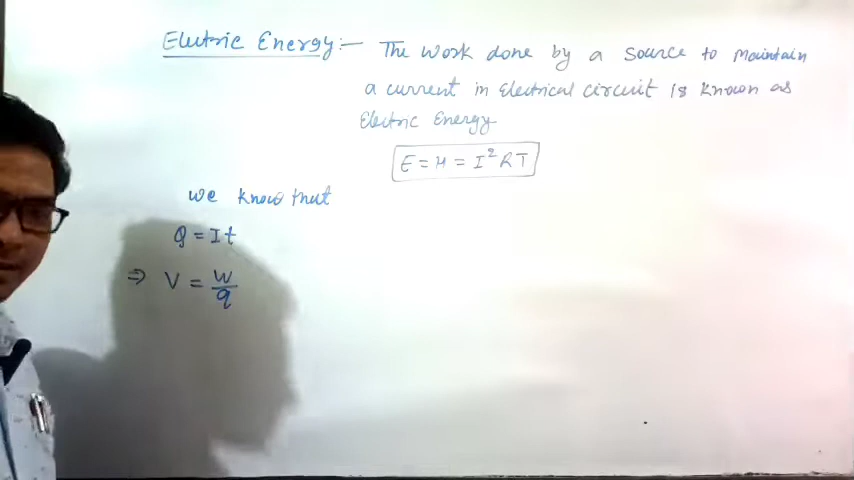 Electric Energy:- The work done by a source to maintain
a current in Electrical circuit is known as
Electric Energy
E = H = I²RT
we know that
q = It
⇒ V = W/q